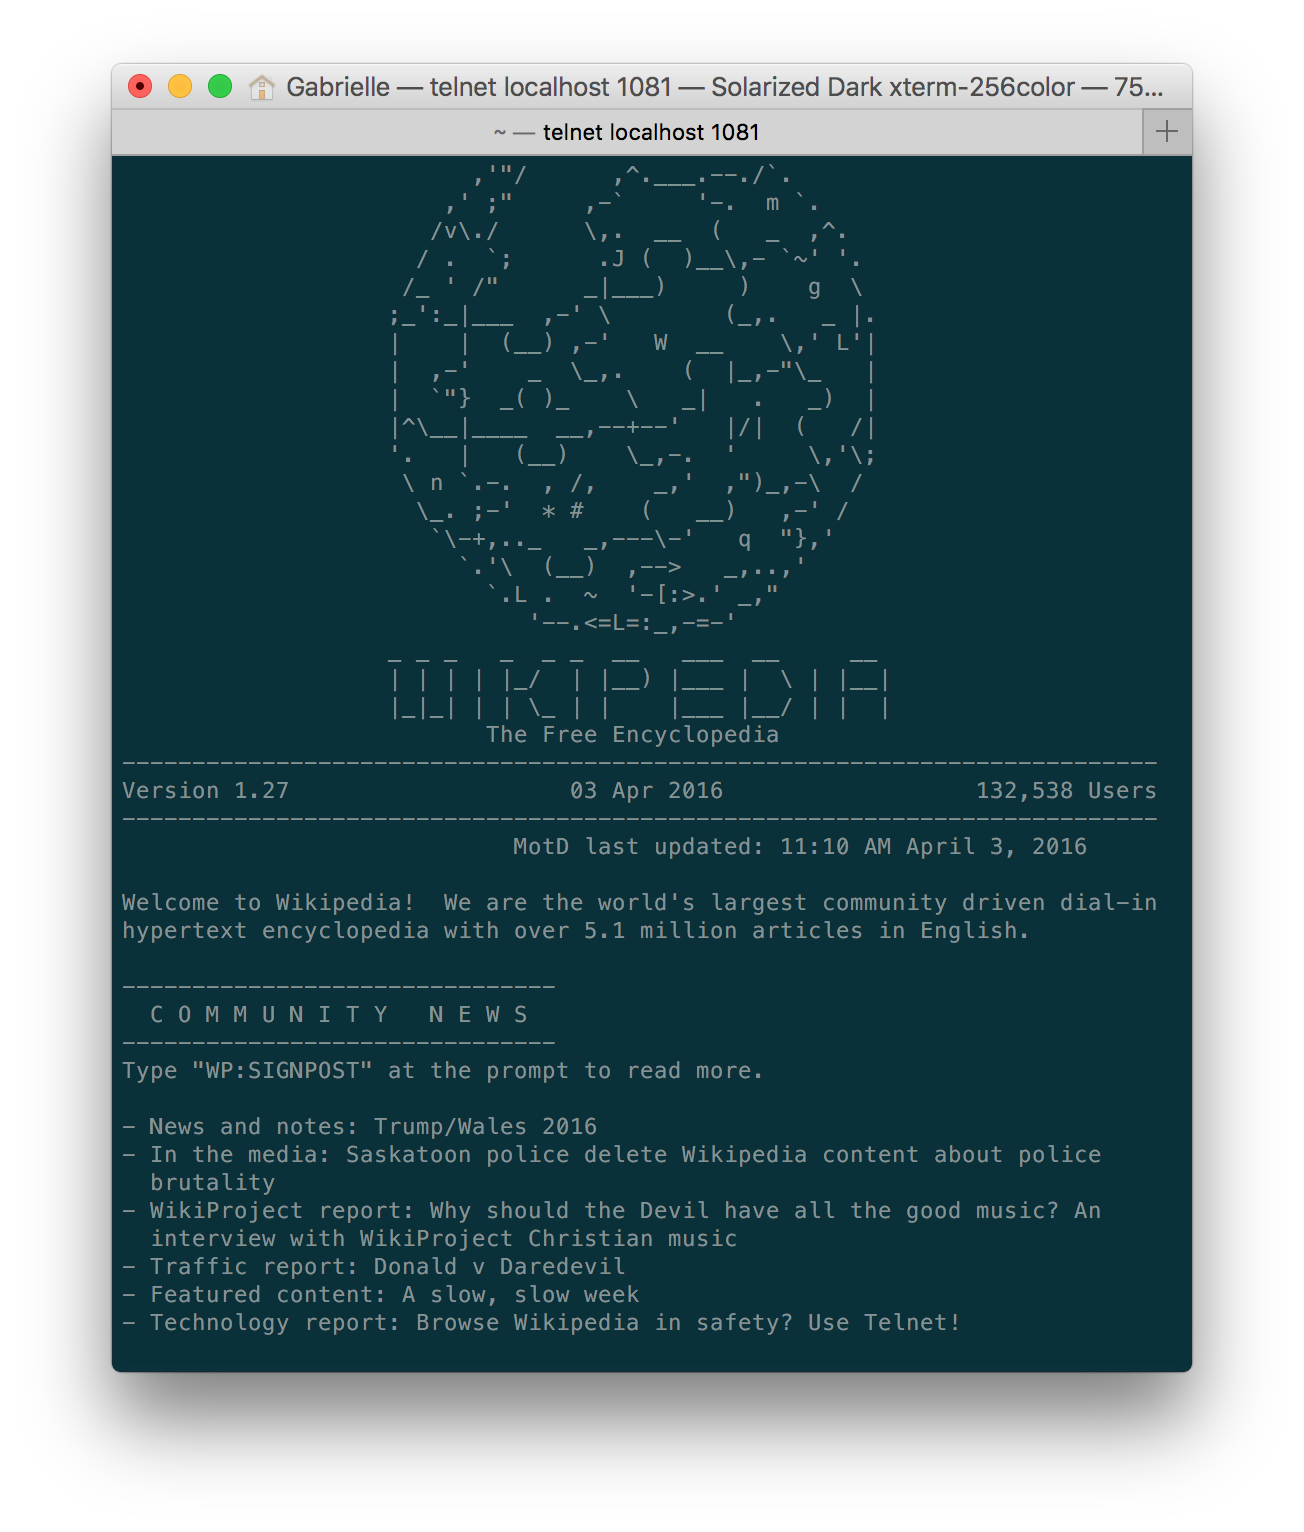 Gabrielle — telnet localhost 1081 — Solarized Dark xterm-256color — 75...
~ — telnet localhost 1081
WIKIPEDIA
The Free Encyclopedia
Version 1.27 03 Apr 2016 132,538 Users
MotD last updated: 11:10 AM April 3, 2016
Welcome to Wikipedia! We are the world's largest community driven dial-in
hypertext encyclopedia with over 5.1 million articles in English.
C O M M U N I T Y N E W S
Type "WP:SIGNPOST" at the prompt to read more.
- News and notes: Trump/Wales 2016
- In the media: Saskatoon police delete Wikipedia content about police
brutality
- WikiProject report: Why should the Devil have all the good music? An
interview with WikiProject Christian music
- Traffic report: Donald v Daredevil
- Featured content: A slow, slow week
- Technology report: Browse Wikipedia in safety? Use Telnet!